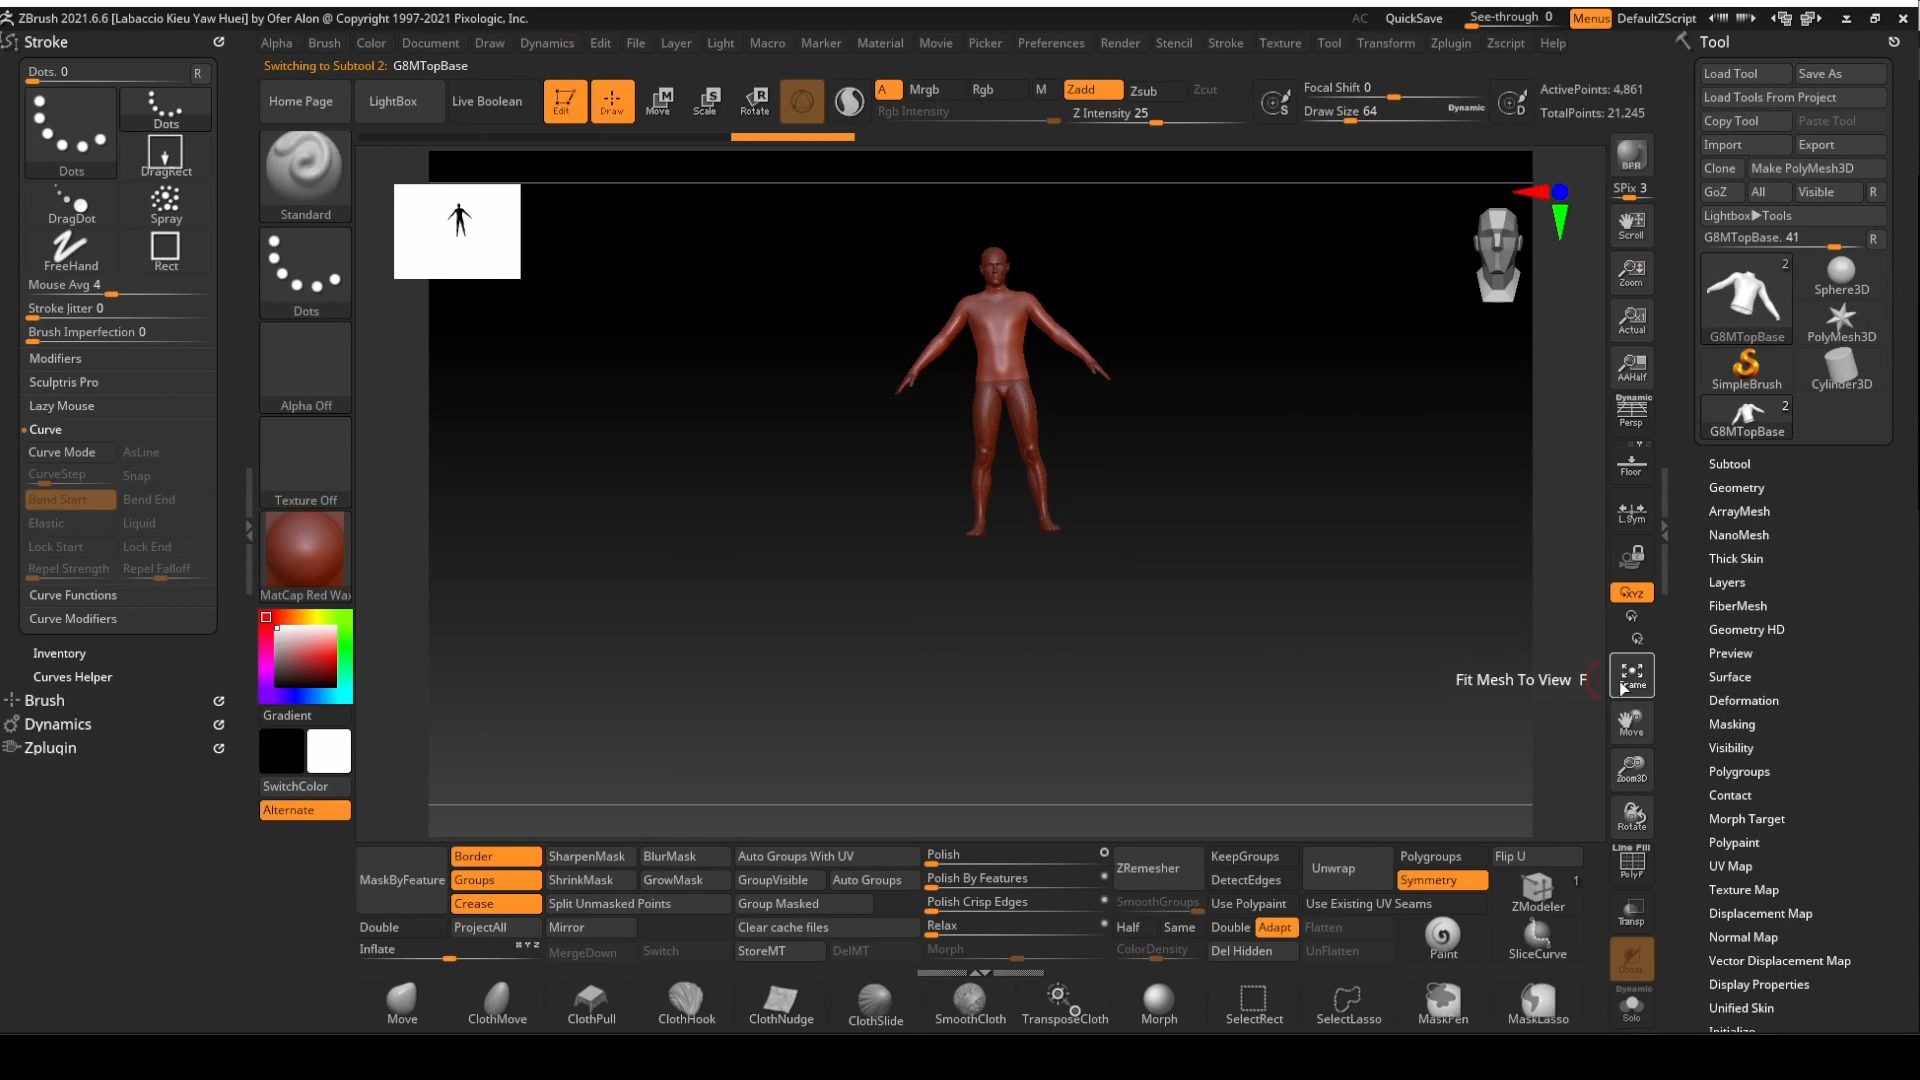 ZBrush 2021.6.6 [Labaccio Kieu Yaw Huei] by Ofer Alon @ Copyright 1997-2021 Pixologic, Inc.
AC QuickSave See-through 0 Menus DefaultZScript
Stroke
Alpha Brush Color Document Draw Dynamics Edit File Layer Light Macro Marker Material Movie Picker Preferences Render Stencil Stroke Texture Tool Transform Zplugin Zscript Help
Tool
Switching to Subtool 2: G8MTopBase
Dots. 0 R
Dots
Dots
DragRect
DragDot Spray
FreeHand Rect
Mouse Avg 4
Stroke Jitter 0
Brush Imperfection 0
Modifiers
Sculptris Pro
Lazy Mouse
Curve
Curve Mode AsLine
CurveStep Snap
Bend Start Bend End
Elastic Liquid
Lock Start Lock End
Repel Strength Repel Falloff
Curve Functions
Curve Modifiers
Inventory
Curves Helper
Brush
Dynamics
Zplugin
Home Page LightBox Live Boolean Edit Draw Move Scale Rotate
A Mrgb Rgb M Zadd Zsub Zcut
Rgb Intensity Z Intensity 25
Focal Shift 0
Draw Size 64 Dynamic
ActivePoints: 4,861
TotalPoints: 21,245
Standard
Dots
Alpha Off
Texture Off
MatCap Red Wax
Gradient
SwitchColor
Alternate
Fit Mesh To View F
BPR
SPix 3
Scroll
Zoom
Actual
AAHalf
Dynamic
Persp
Floor
L.Sym
XYZ
Frame
Move
Zoom3D
Rotate
Line Fill
PolyF
Transp
Ghost
Dynamic
Solo
Load Tool Save As
Load Tools From Project
Copy Tool Paste Tool
Import Export
Clone Make PolyMesh3D
GoZ All Visible R
Lightbox▶Tools
G8MTopBase. 41 R
2
G8MTopBase Sphere3D
PolyMesh3D
SimpleBrush Cylinder3D
2
G8MTopBase
Subtool
Geometry
ArrayMesh
NanoMesh
Thick Skin
Layers
FiberMesh
Geometry HD
Preview
Surface
Deformation
Masking
Visibility
Polygroups
Contact
Morph Target
Polypaint
UV Map
Texture Map
Displacement Map
Normal Map
Vector Displacement Map
Display Properties
Unified Skin
Initialize
MaskByFeature
Border SharpenMask BlurMask Auto Groups With UV
Groups ShrinkMask GrowMask GroupVisible Auto Groups
Crease Split Unmasked Points Group Masked
Double ProjectAll Mirror Clear cache files
Inflate MergeDown Switch StoreMT DelMT
Polish
Polish By Features
Polish Crisp Edges
Relax
Morph
ZRemesher KeepGroups
DetectEdges
SmoothGroups Use Polypaint
Half Same Double Adapt
ColorDensity Del Hidden
Unwrap Polygroups Flip U
Symmetry
Use Existing UV Seams
Flatten
UnFlatten
1
ZModeler
Paint SliceCurve
Move ClothMove ClothPull ClothHook ClothNudge ClothSlide SmoothCloth TransposeCloth Morph SelectRect SelectLasso MaskPen MaskLasso